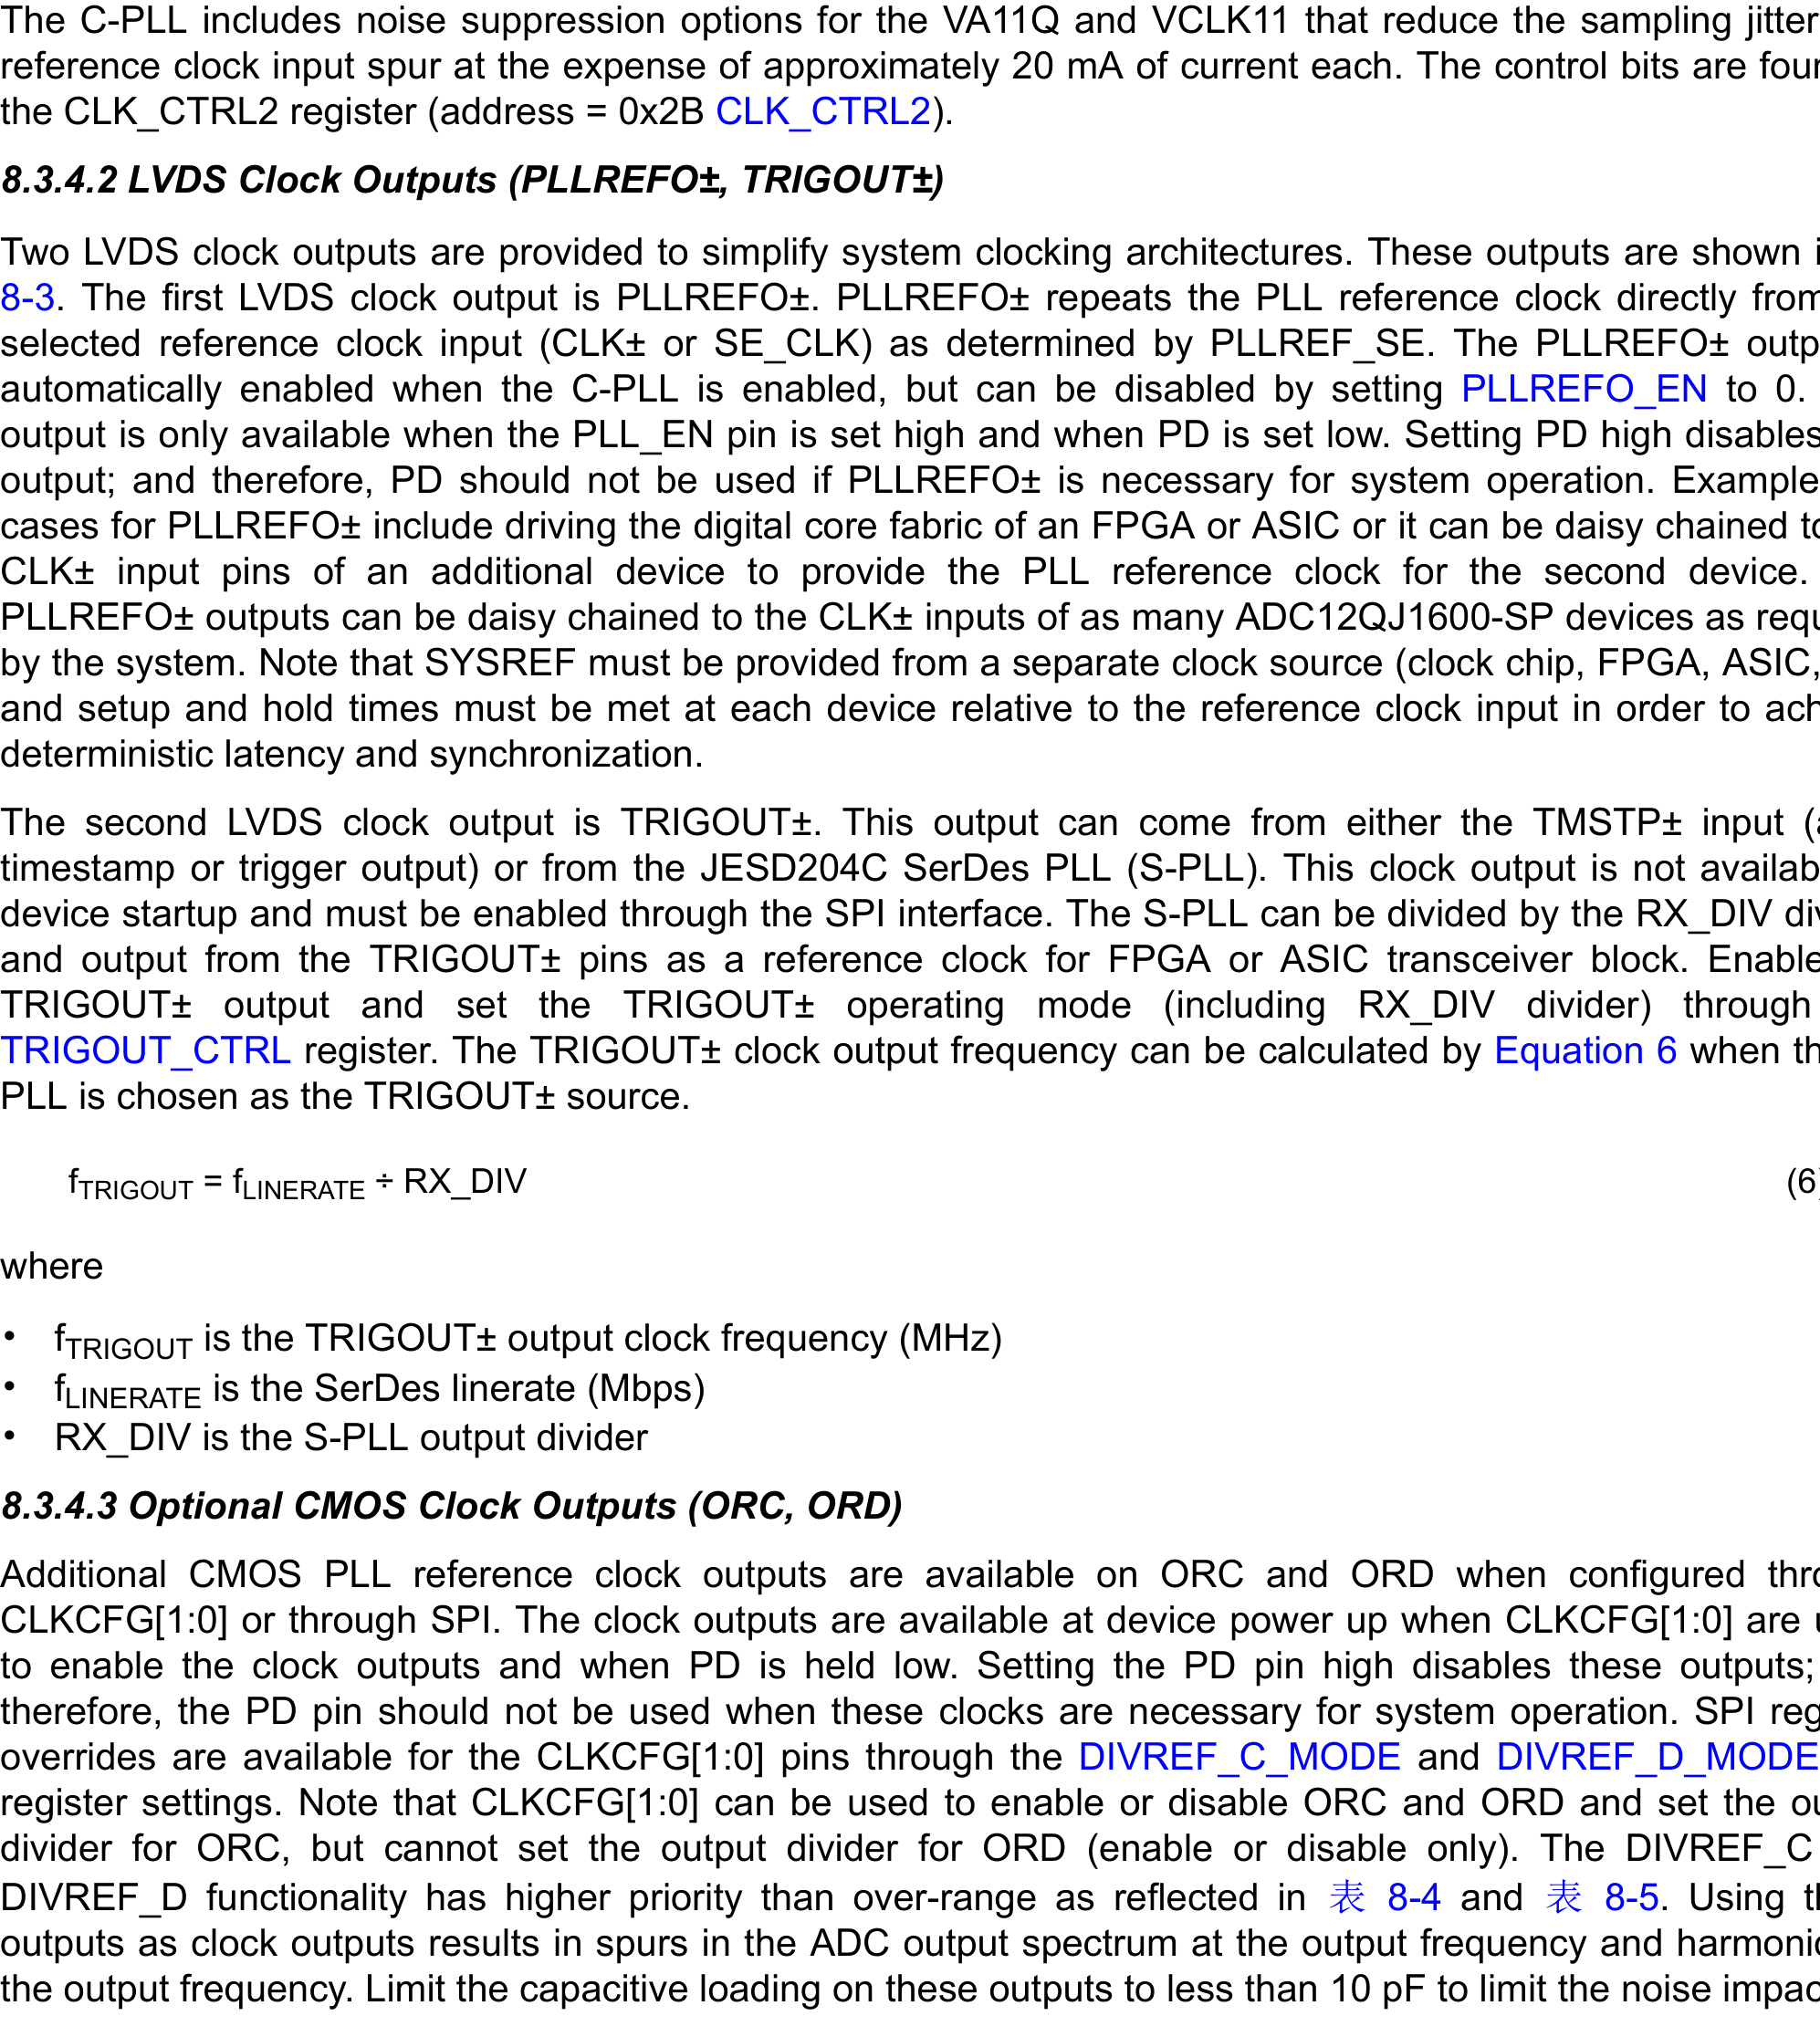 The C-PLL includes noise suppression options for the VA11Q and VCLK11 that reduce the sampling jitter
reference clock input spur at the expense of approximately 20 mA of current each. The control bits are
the CLK_CTRL2 register (address = 0x2B CLK_CTRL2).
8.3.4.2 LVDS Clock Outputs (PLLREFO±, TRIGOUT±)
Two LVDS clock outputs are provided to simplify system clocking architectures. These outputs are shown
8-3. The first LVDS clock output is PLLREFO±. PLLREFO± repeats the PLL reference clock directly from
selected reference clock input (CLK± or SE_CLK) as determined by PLLREF_SE. The PLLREFO±
automatically enabled when the C-PLL is enabled, but can be disabled by setting PLLREFO_EN to 0.
output is only available when the PLL_EN pin is set high and when PD is set low. Setting PD high disables
output; and therefore, PD should not be used if PLLREFO± is necessary for system operation. Example
cases for PLLREFO± include driving the digital core fabric of an FPGA or ASIC or it can be daisy chained to
CLK± input pins of an additional device to provide the PLL reference clock for the second device.
PLLREFO± outputs can be daisy chained to the CLK± inputs of as many ADC12QJ1600-SP devices as
by the system. Note that SYSREF must be provided from a separate clock source (clock chip, FPGA, ASIC,
and setup and hold times must be met at each device relative to the reference clock input in order to
deterministic latency and synchronization.
The second LVDS clock output is TRIGOUT±. This output can come from either the TMSTP± input
timestamp or trigger output) or from the JESD204C SerDes PLL (S-PLL). This clock output is not
device startup and must be enabled through the SPI interface. The S-PLL can be divided by the RX_DIV
and output from the TRIGOUT± pins as a reference clock for FPGA or ASIC transceiver block. Enable
TRIGOUT± output and set the TRIGOUT± operating mode (including RX_DIV divider) through
TRIGOUT_CTRL register. The TRIGOUT± clock output frequency can be calculated by Equation 6 when
PLL is chosen as the TRIGOUT± source.
fTRIGOUT = fLINERATE ÷ RX_DIV (6)
where
• fTRIGOUT is the TRIGOUT± output clock frequency (MHz)
• fLINERATE is the SerDes linerate (Mbps)
• RX_DIV is the S-PLL output divider
8.3.4.3 Optional CMOS Clock Outputs (ORC, ORD)
Additional CMOS PLL reference clock outputs are available on ORC and ORD when configured
CLKCFG[1:0] or through SPI. The clock outputs are available at device power up when CLKCFG[1:0] are
to enable the clock outputs and when PD is held low. Setting the PD pin high disables these outputs;
therefore, the PD pin should not be used when these clocks are necessary for system operation. SPI
overrides are available for the CLKCFG[1:0] pins through the DIVREF_C_MODE and DIVREF_D_MODE
register settings. Note that CLKCFG[1:0] can be used to enable or disable ORC and ORD and set the
divider for ORC, but cannot set the output divider for ORD (enable or disable only). The DIVREF_C
DIVREF_D functionality has higher priority than over-range as reflected in 表 8-4 and 表 8-5. Using
outputs as clock outputs results in spurs in the ADC output spectrum at the output frequency and
the output frequency. Limit the capacitive loading on these outputs to less than 10 pF to limit the noise